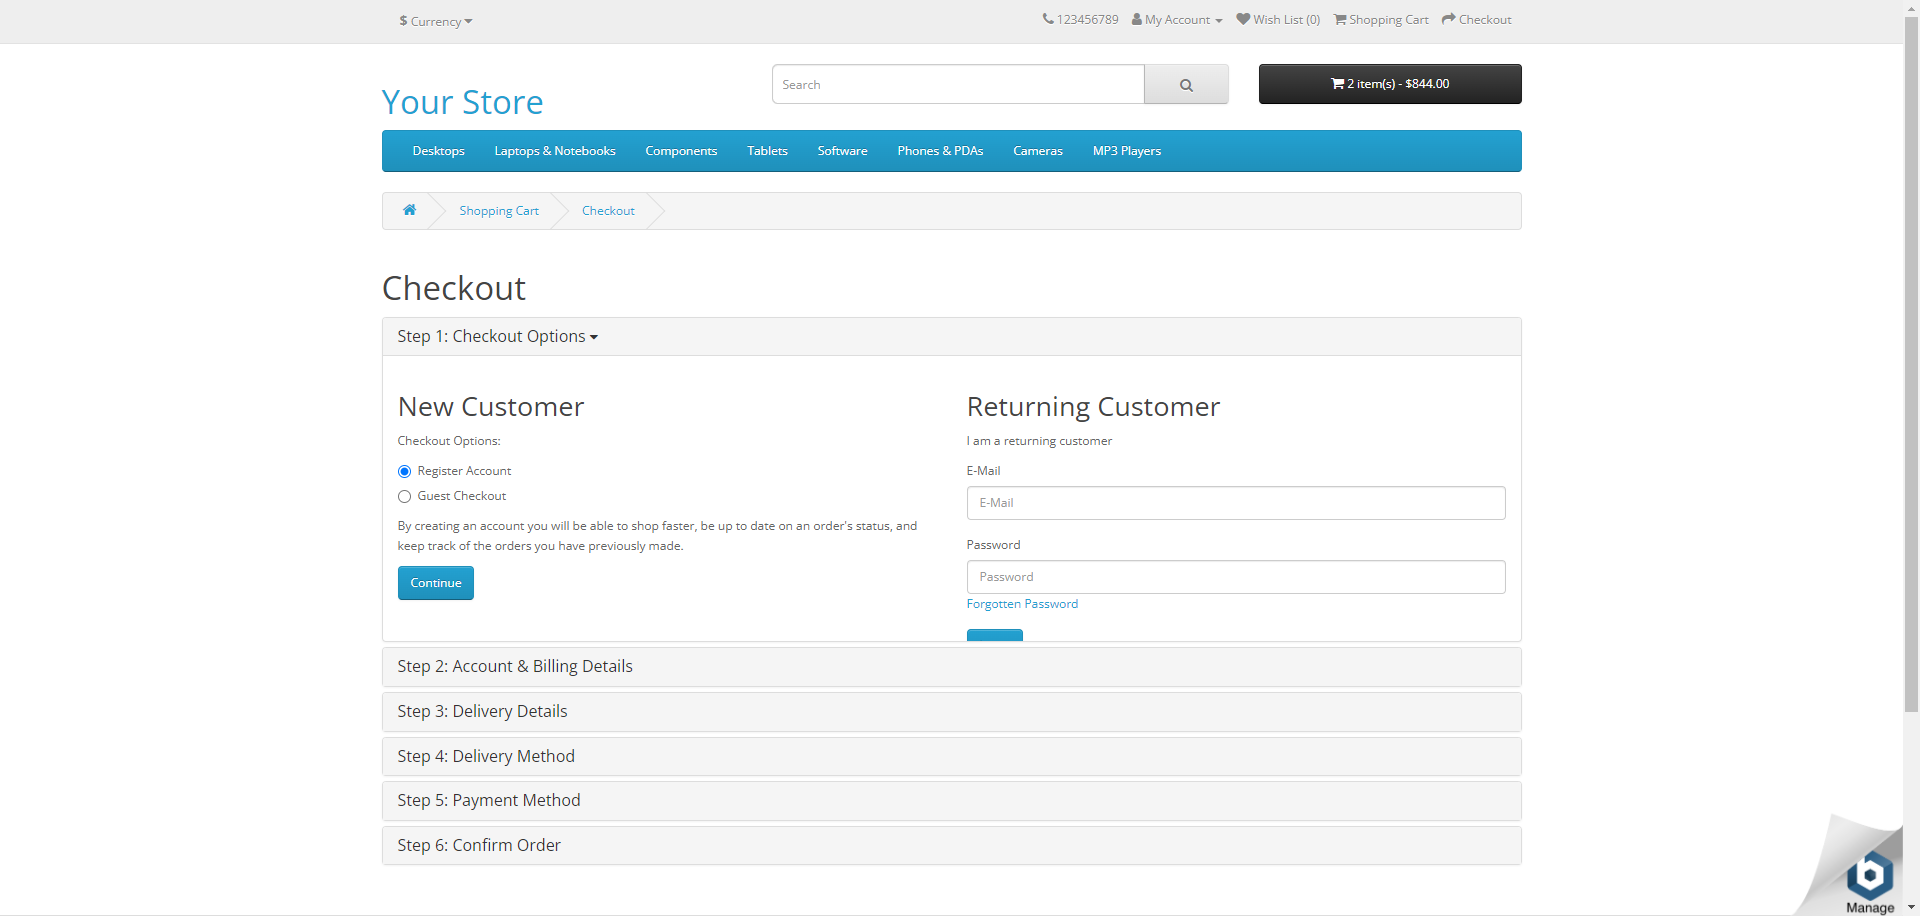 $ Currency
123456789 My Account Wish List (0) Shopping Cart Checkout
Your Store
Search
2 item(s) - $844.00
Desktops Laptops & Notebooks Components Tablets Software Phones & PDAs Cameras MP3 Players
Shopping Cart Checkout
Checkout
Step 1: Checkout Options
New Customer
Checkout Options:
Register Account
Guest Checkout
By creating an account you will be able to shop faster, be up to date on an order's status, and
keep track of the orders you have previously made.
Continue
Returning Customer
I am a returning customer
E-Mail
E-Mail
Password
Password
Forgotten Password
Step 2: Account & Billing Details
Step 3: Delivery Details
Step 4: Delivery Method
Step 5: Payment Method
Step 6: Confirm Order
b
Manage